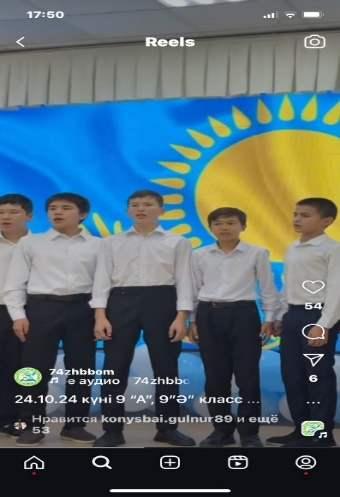 17:50
Reels
54
6
74zhbbom
е аудио 74zhbbc
24.10.24 күні 9 “А”, 9”Ә” класс ...
Нравится konysbai.gulnur89 и ещё
53